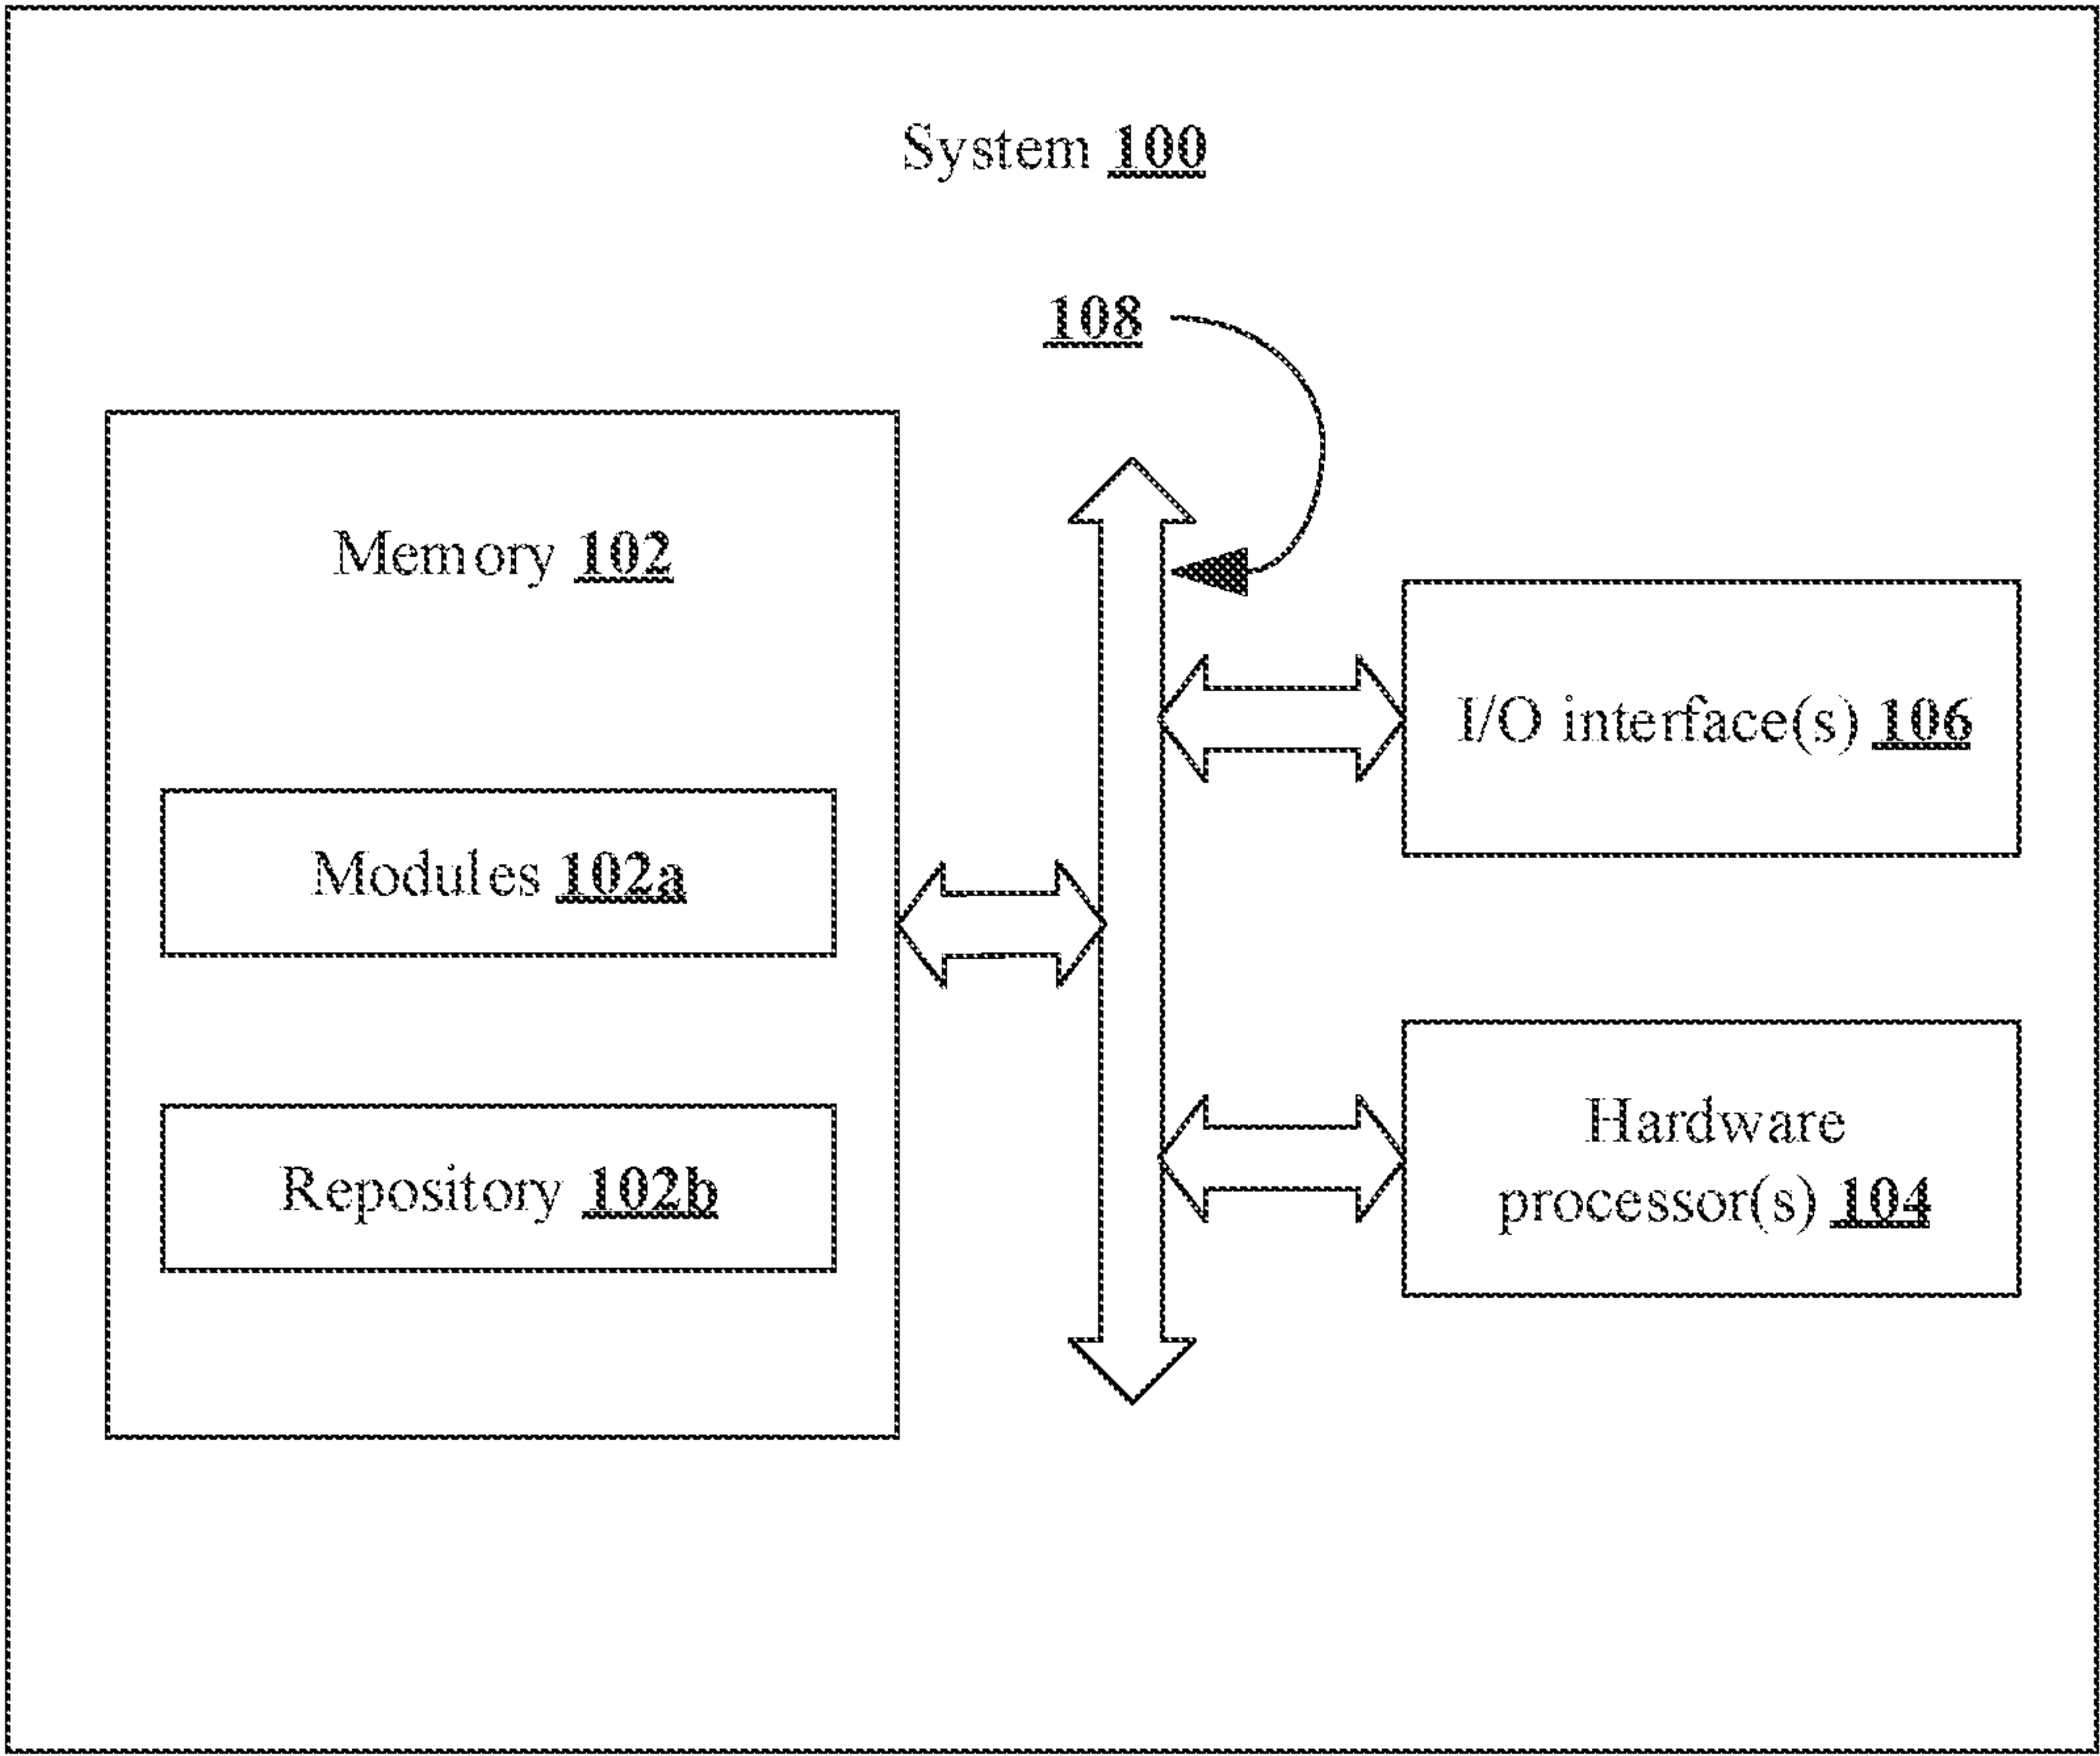 System 100
108
Memory 102
I/O interface(s) 106
Modules 102a
Hardware
processor(s) 104
Repository 102b